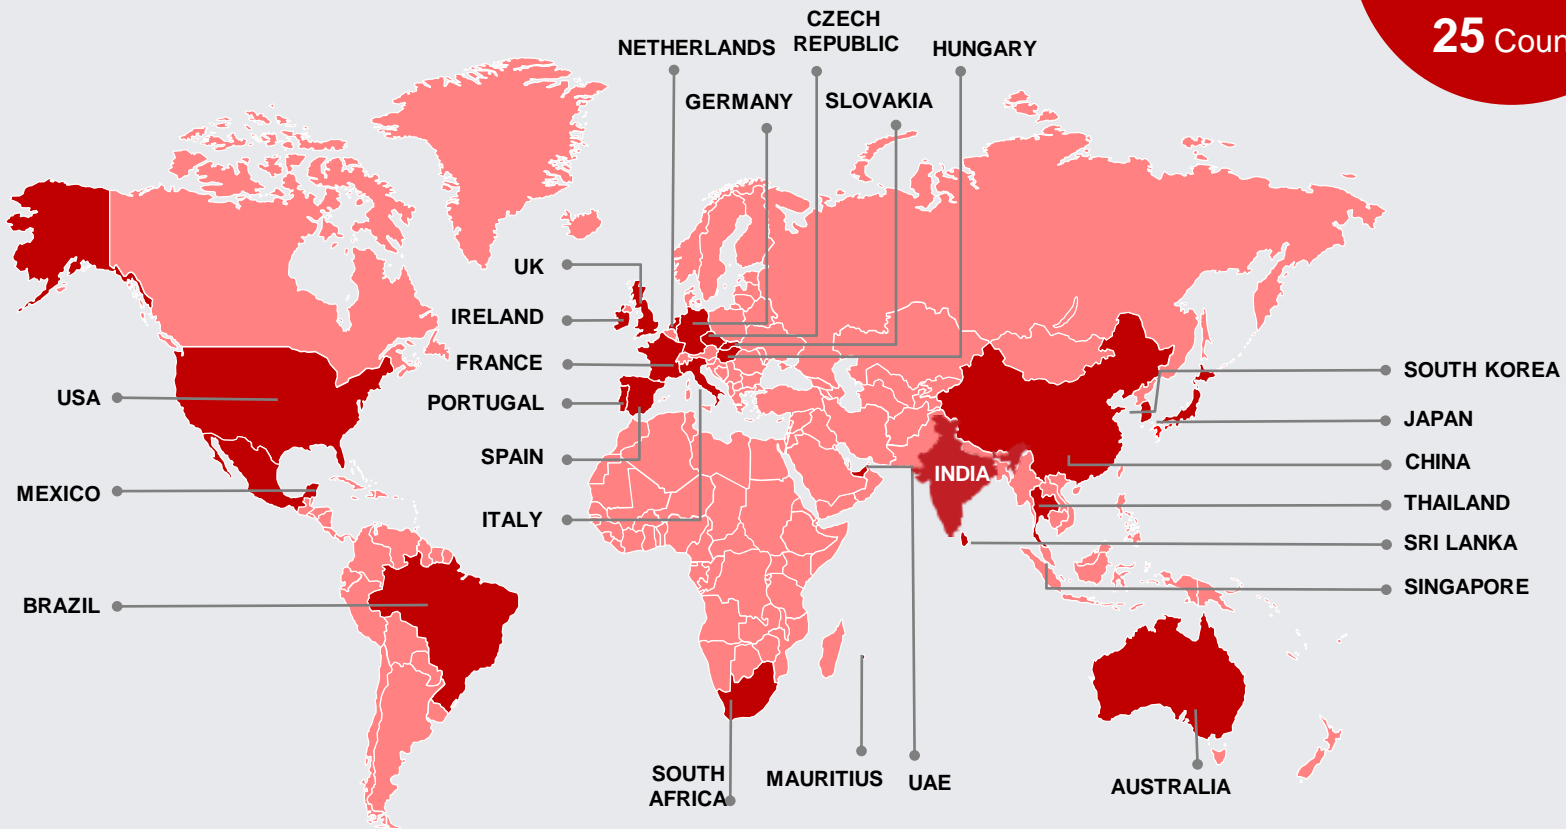 25 Coun
CZECH
REPUBLIC
NETHERLANDS
HUNGARY
GERMANY
SLOVAKIA
UK
IRELAND
FRANCE
PORTUGAL
SPAIN
ITALY
USA
MEXICO
BRAZIL
INDIA
SOUTH KOREA
JAPAN
CHINA
THAILAND
SRI LANKA
SINGAPORE
SOUTH
AFRICA
MAURITIUS
UAE
AUSTRALIA